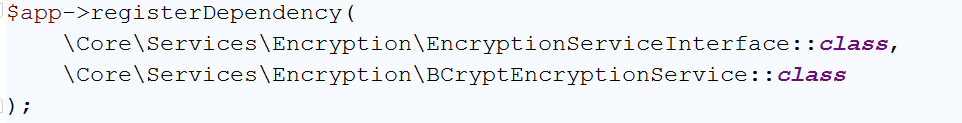 $app->registerDependency(
    \Core\Services\Encryption\EncryptionServiceInterface::class,
    \Core\Services\Encryption\BCryptEncryptionService::class
);